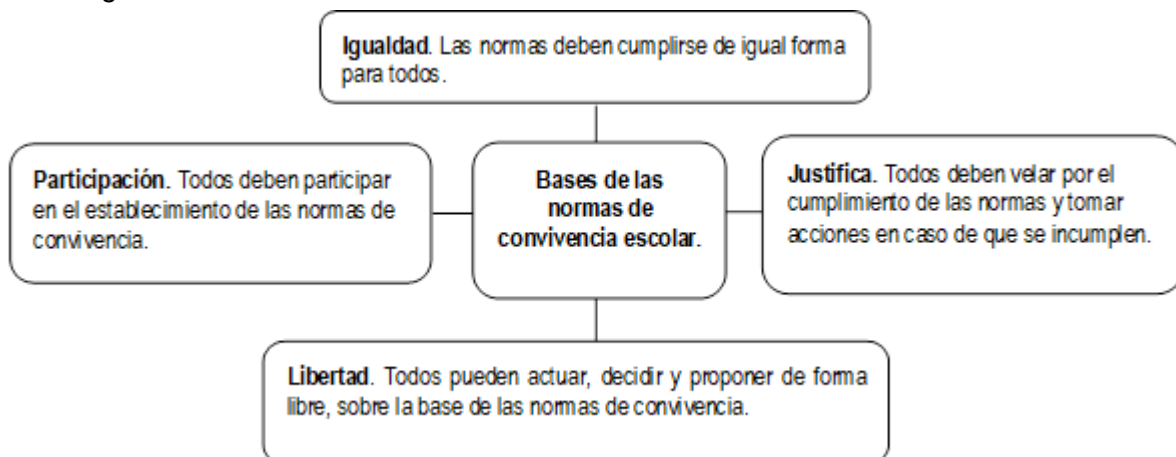 Igualdad. Las normas deben cumplirse de igual forma
para todos.
Participación. Todos deben participar
en el establecimiento de las normas de
convivencia.
Bases de las
normas de
convivencia escolar.
Justifica. Todos deben velar por el
cumplimiento de las normas y tomar
acciones en caso de que se incumplen.
Libertad. Todos pueden actuar, decidir y proponer de forma
libre, sobre la base de las normas de convivencia.